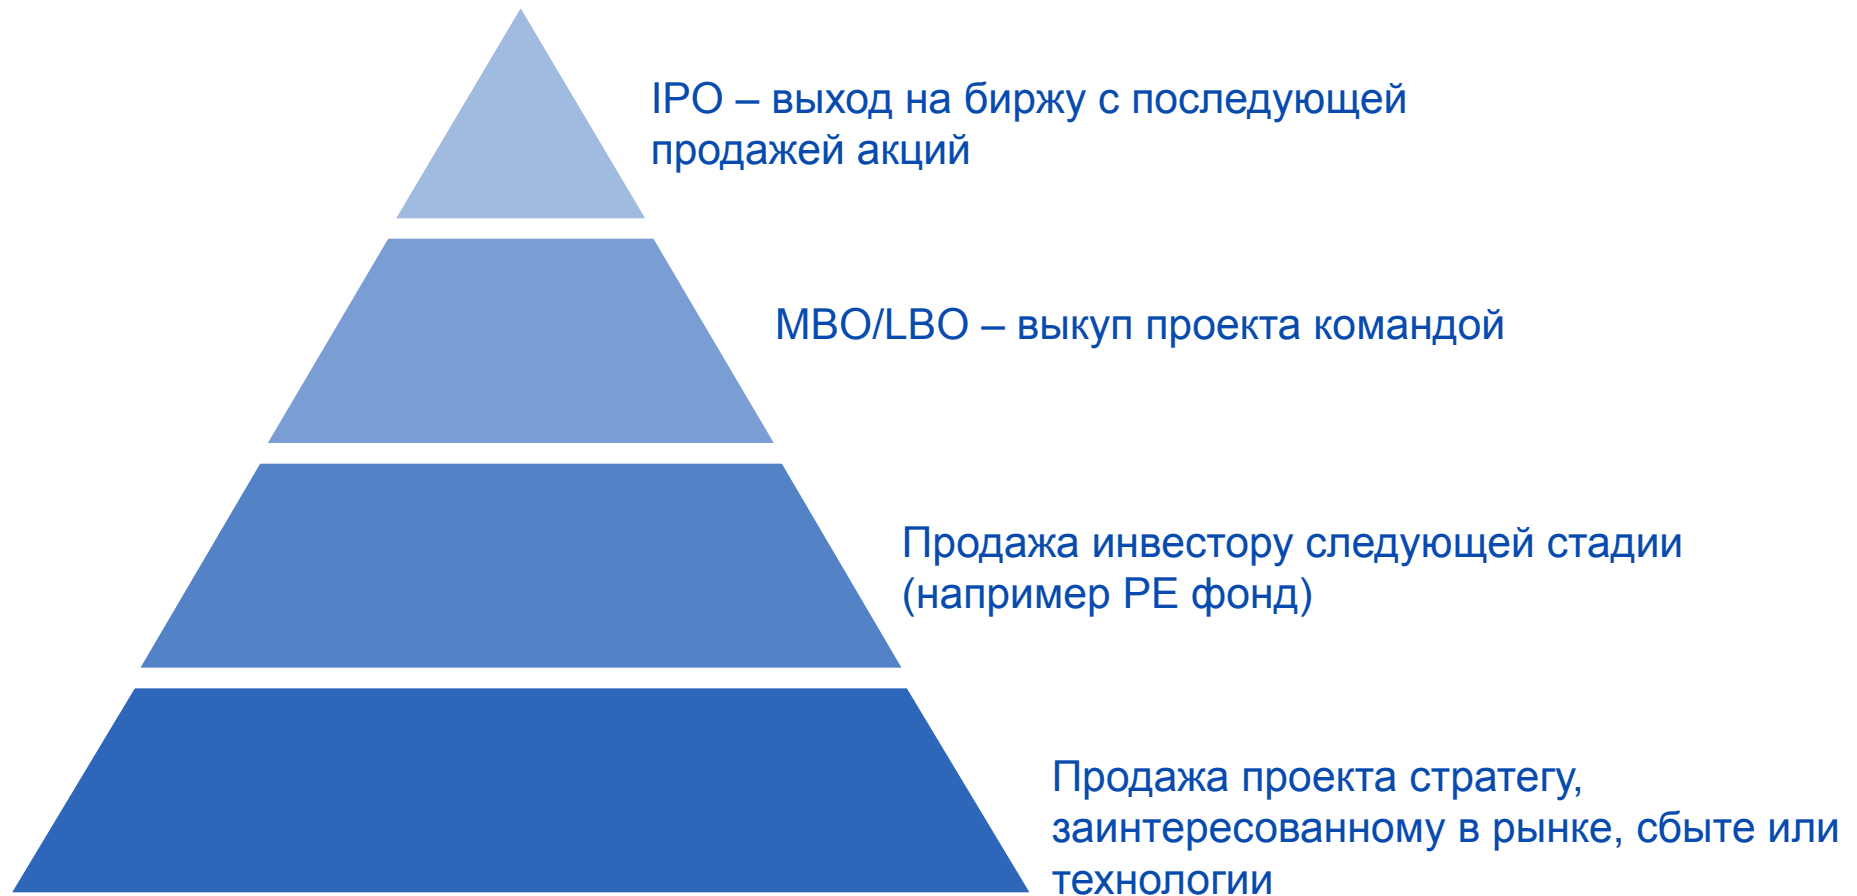 IPO – выход на биржу с последующей
продажей акций
MBO/LBO – выкуп проекта командой
Продажа инвестору следующей стадии
(например PE фонд)
Продажа проекта стратегу,
заинтересованному в рынке, сбыте или
технологии